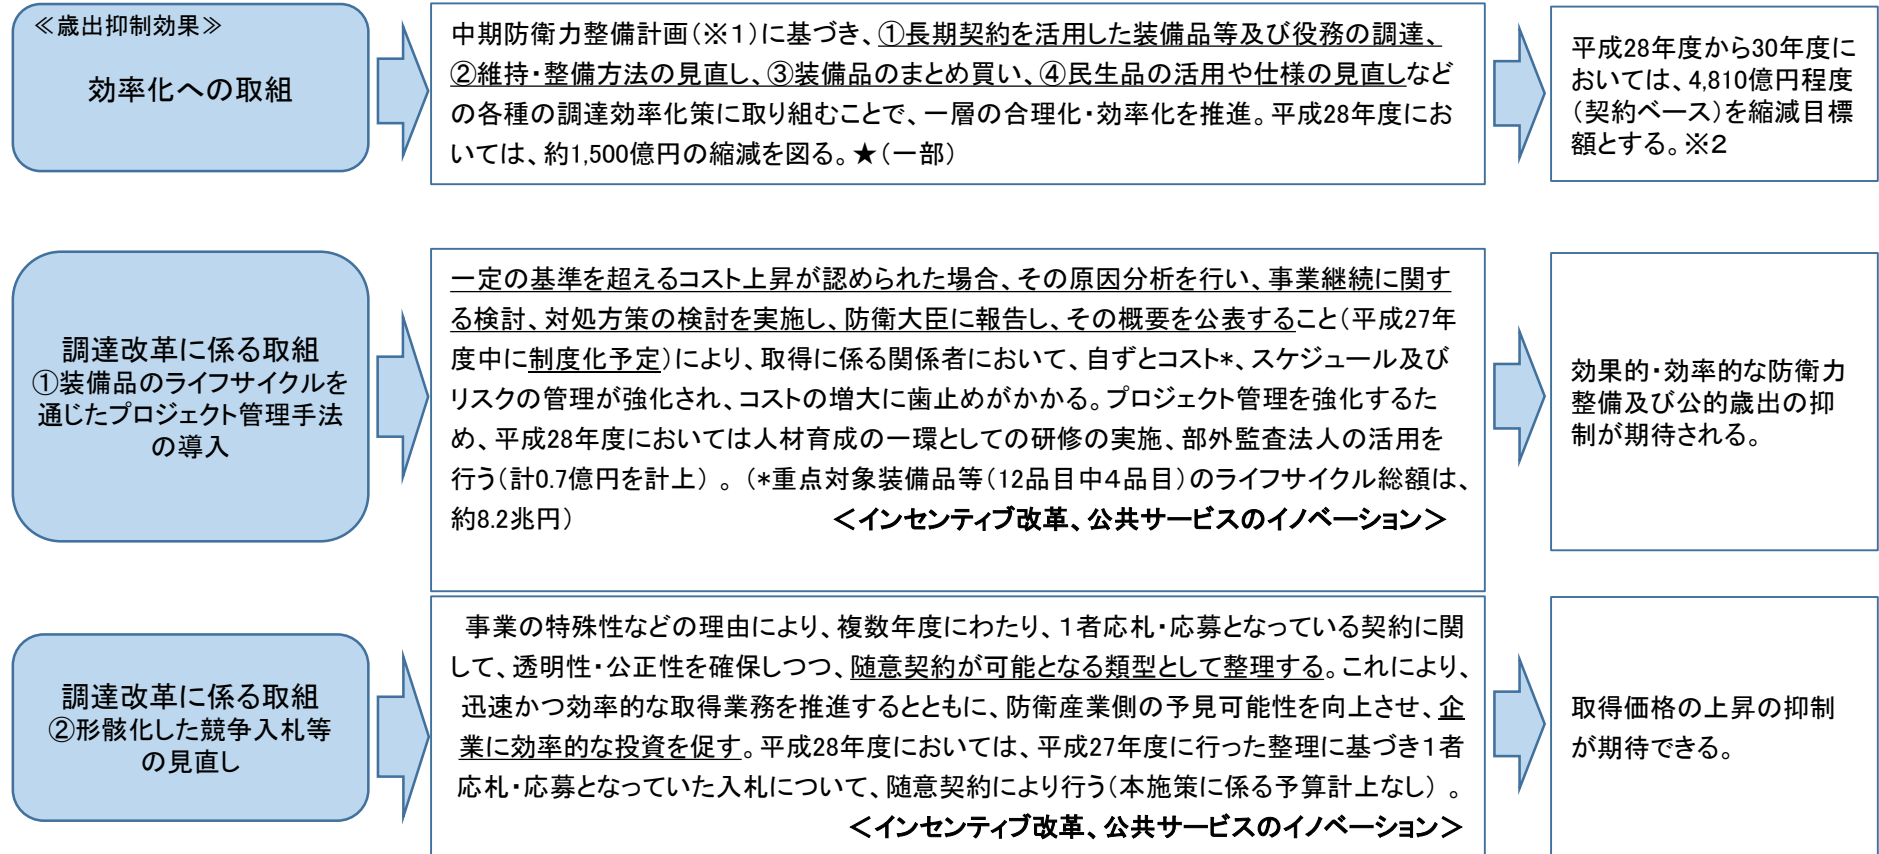 ≪歳出抑制効果≫
効率化への取組
中期防衛力整備計画(※1)に基づき、①長期契約を活用した装備品等及び役務の調達、
②維持・整備方法の見直し、③装備品のまとめ買い、④民生品の活用や仕様の見直しなど
の各種の調達効率化策に取り組むことで、一層の合理化・効率化を推進。平成28年度にお
いては、約1,500億円の縮減を図る。★(一部)
平成28年度から30年度に
おいては、4,810億円程度
(契約ベース)を縮減目標
額とする。※2
調達改革に係る取組
①装備品のライフサイクルを
通じたプロジェクト管理手法
の導入
一定の基準を超えるコスト上昇が認められた場合、その原因分析を行い、事業継続に関す
る検討、対処方策の検討を実施し、防衛大臣に報告し、その概要を公表すること(平成27年
度中に制度化予定)により、取得に係る関係者において、自ずとコスト*、スケジュール及び
リスクの管理が強化され、コストの増大に歯止めがかかる。プロジェクト管理を強化するた
め、平成28年度においては人材育成の一環としての研修の実施、部外監査法人の活用を
行う(計0.7億円を計上) 。(*重点対象装備品等(12品目中4品目)のライフサイクル総額は、
約8.2兆円) <インセンティブ改革、公共サービスのイノベーション>
効果的・効率的な防衛力
整備及び公的歳出の抑
制が期待される。
調達改革に係る取組
②形骸化した競争入札等
の見直し
事業の特殊性などの理由により、複数年度にわたり、1者応札・応募となっている契約に関
して、透明性・公正性を確保しつつ、随意契約が可能となる類型として整理する。これにより、
迅速かつ効率的な取得業務を推進するとともに、防衛産業側の予見可能性を向上させ、企
業に効率的な投資を促す。平成28年度においては、平成27年度に行った整理に基づき1者
応札・応募となっていた入札について、随意契約により行う(本施策に係る予算計上なし) 。
<インセンティブ改革、公共サービスのイノベーション>
取得価格の上昇の抑制
が期待できる。